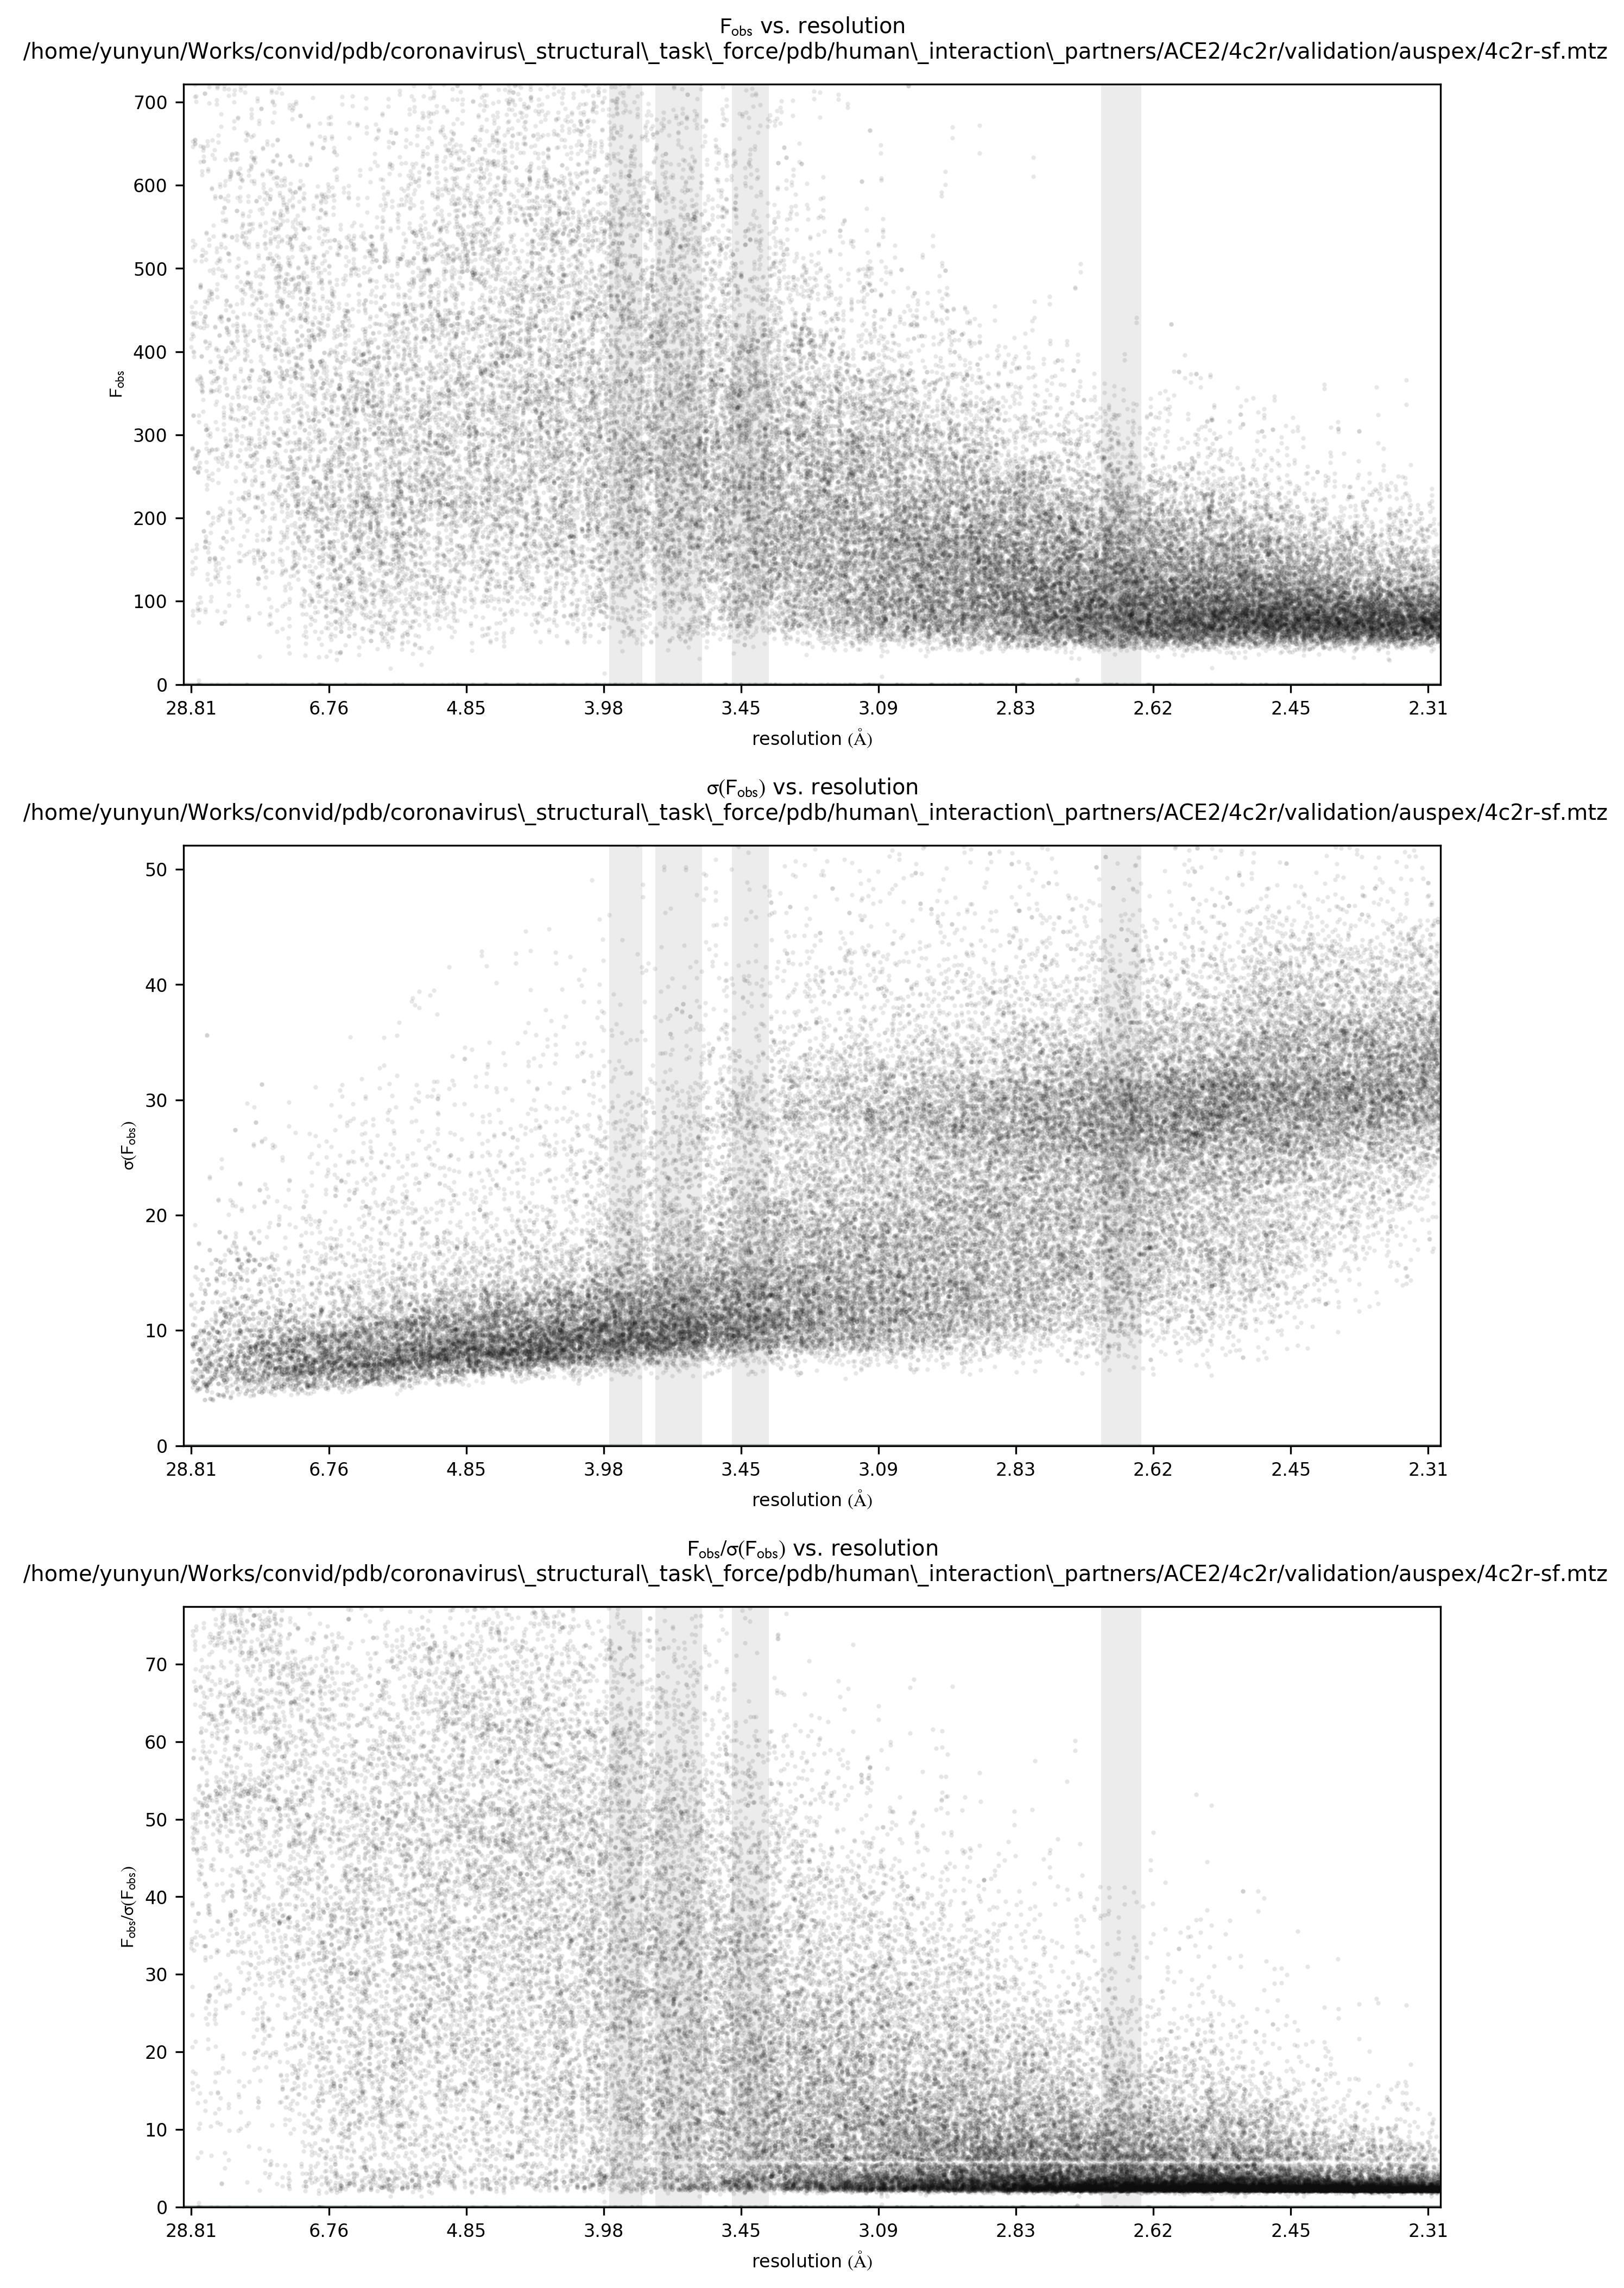 Fobs vs. resolution
/home/yunyun/Works/convid/pdb/coronavirus\_structural\_task\_force/pdb/human\_interaction\_partners/ACE2/4c2r/validation/auspex/4c2r-sf.mtz
700
600
500
400
300
200
100
0
Fobs
28.81 6.76 4.85 3.98 3.45 3.09 2.83 2.62 2.45 2.31
resolution (Å)
σ(Fobs) vs. resolution
/home/yunyun/Works/convid/pdb/coronavirus\_structural\_task\_force/pdb/human\_interaction\_partners/ACE2/4c2r/validation/auspex/4c2r-sf.mtz
50
40
30
20
10
0
σ(Fobs)
28.81 6.76 4.85 3.98 3.45 3.09 2.83 2.62 2.45 2.31
resolution (Å)
Fobs/σ(Fobs) vs. resolution
/home/yunyun/Works/convid/pdb/coronavirus\_structural\_task\_force/pdb/human\_interaction\_partners/ACE2/4c2r/validation/auspex/4c2r-sf.mtz
70
60
50
40
30
20
10
0
Fobs/σ(Fobs)
28.81 6.76 4.85 3.98 3.45 3.09 2.83 2.62 2.45 2.31
resolution (Å)